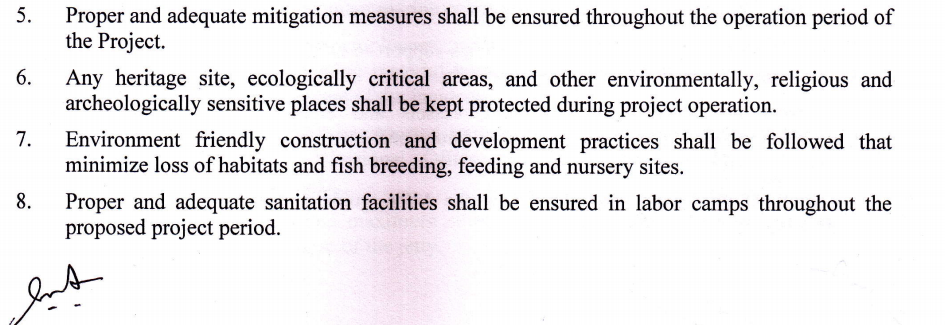 5. Proper and adequate mitigation measures shall be ensured throughout the operation period of
the Project.
6. Any heritage site, ecologically critical areas, and other environmentally, religious and
archeologically sensitive places shall be kept protected during project operation.
7. Environment friendly construction and development practices shall be followed that
minimize loss of habitats and fish breeding, feeding and nursery sites.
8. Proper and adequate sanitation facilities shall be ensured in labor camps throughout the
proposed project period.